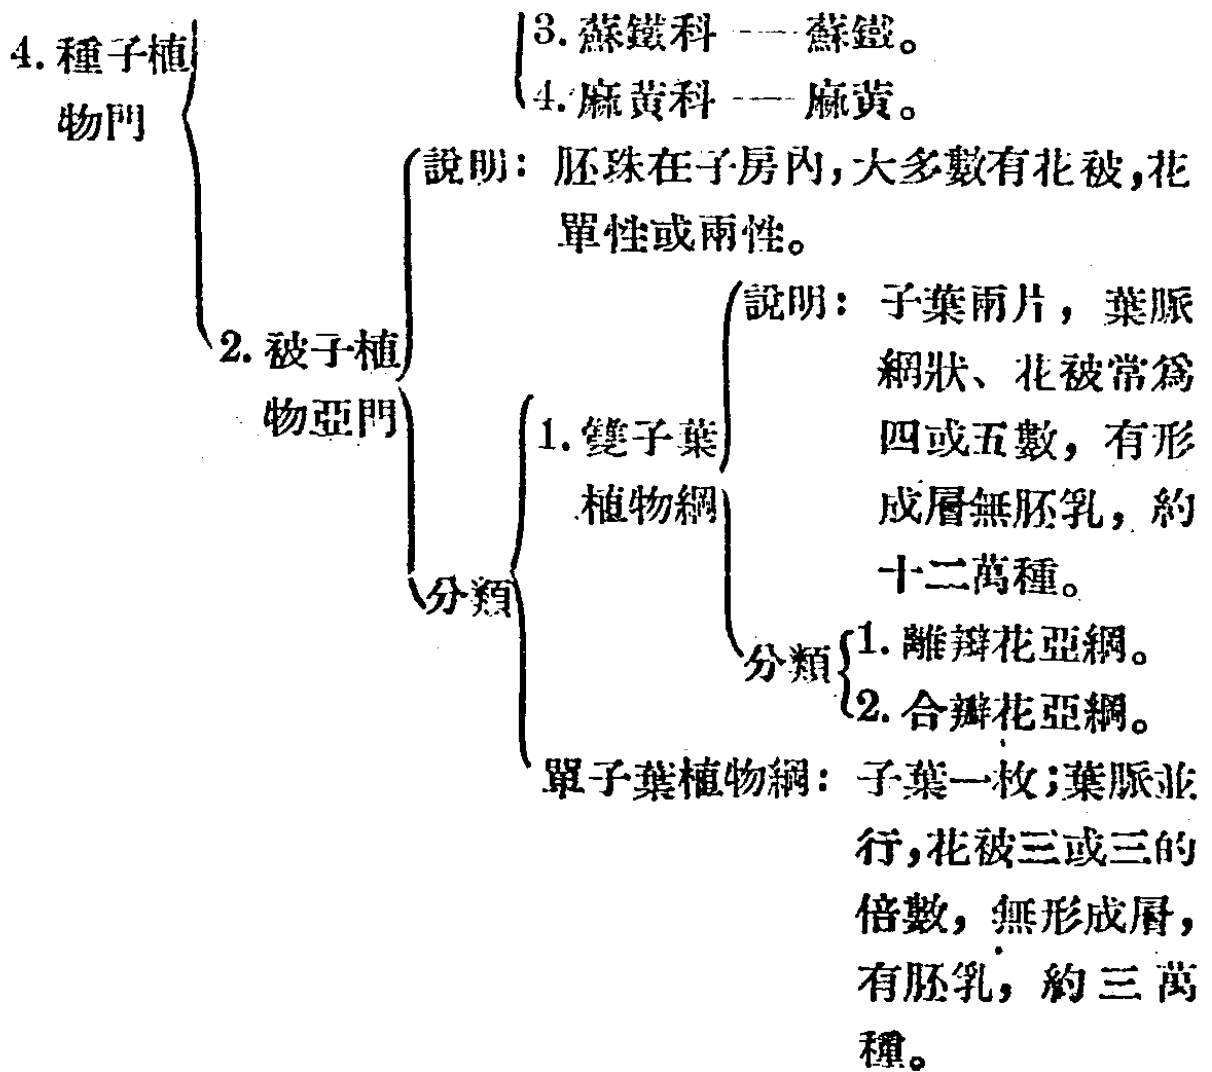 3. 蘇鐵科 —— 蘇鐵。
4. 麻黄科 —— 麻黄。
4. 種子植
物門
說明：胚珠在子房內，大多數有花被，花
單性或兩性。
2. 被子植
物亞門
分類
1. 雙子葉
植物綱
說明：子葉兩片，葉脈
網狀、花被常爲
四或五數，有形
成層無胚乳，約
十二萬種。
分類
1. 離瓣花亞綱。
2. 合瓣花亞綱。
單子葉植物綱：子葉一枚；葉脈並
行，花被三或三的
倍數，無形成層，
有胚乳，約三萬
種。